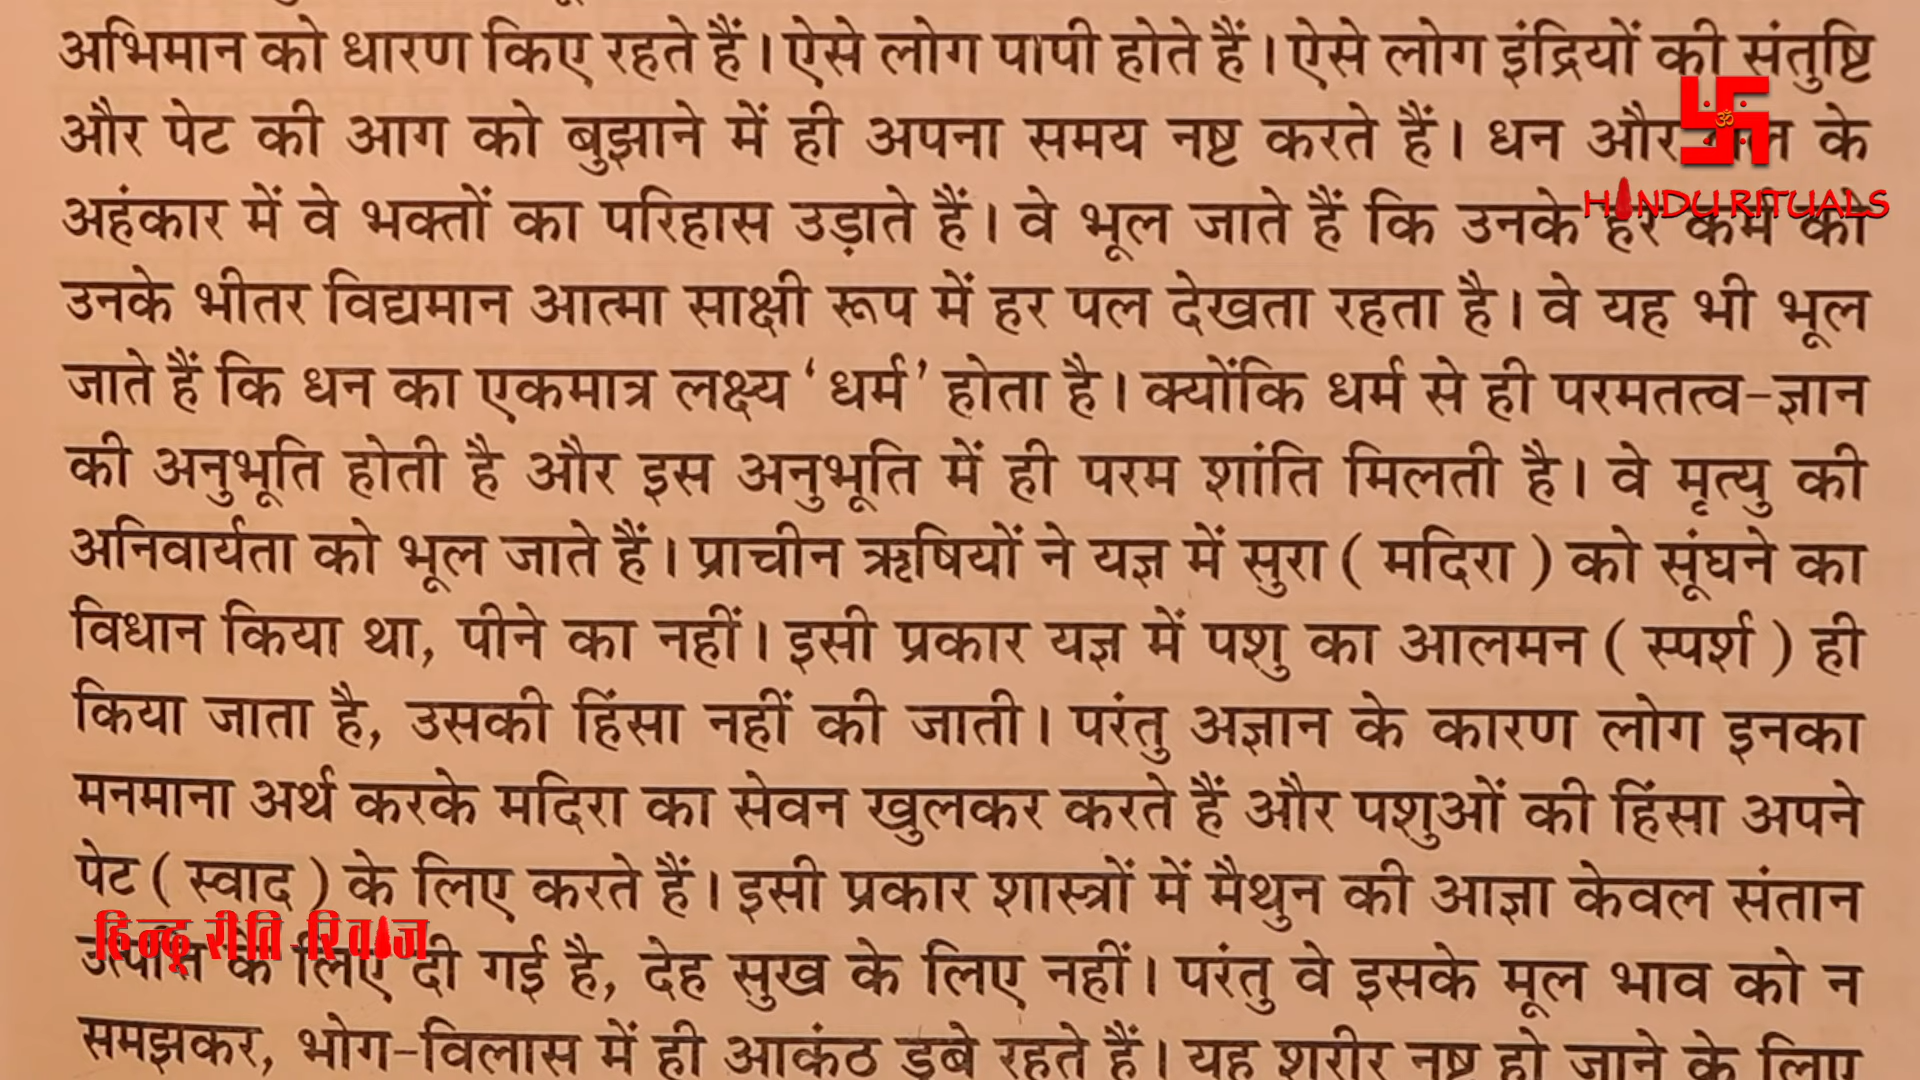 अभिमान को धारण किए रहते हैं। ऐसे लोग पापी होते हैं। ऐसे लोग इंद्रियों की संतुष्टि
और पेट की आग को बुझाने में ही अपना समय नष्ट करते हैं। धन और के
HINDU RITUALS
अहंकार में वे भक्तों का परिहास उड़ाते हैं। वे भूल जाते हैं कि उनके हर कर्म को
उनके भीतर विद्यमान आत्मा साक्षी रूप में हर पल देखता रहता है। वे यह भी भूल
जाते हैं कि धन का एकमात्र लक्ष्य ‘धर्म’ होता है। क्योंकि धर्म से ही परमतत्व-ज्ञान
की अनुभूति होती है और इस अनुभूति में ही परम शांति मिलती है। वे मृत्यु की
अनिवार्यता को भूल जाते हैं। प्राचीन ऋषियों ने यज्ञ में सुरा ( मदिरा ) को सूंघने का
विधान किया था, पीने का नहीं। इसी प्रकार यज्ञ में पशु का आलमन ( स्पर्श ) ही
किया जाता है, उसकी हिंसा नहीं की जाती। परंतु अज्ञान के कारण लोग इनका
मनमाना अर्थ करके मदिरा का सेवन खुलकर करते हैं और पशुओं की हिंसा अपने
पेट ( स्वाद ) के लिए करते हैं। इसी प्रकार शास्त्रों में मैथुन की आज्ञा केवल संतान
हिन्दू रीति-रिवाज
उत्पत्ति के लिए दी गई है, देह सुख के लिए नहीं। परंतु वे इसके मूल भाव को न
समझकर, भोग-विलास में ही आकंठ डूबे रहते हैं। यह शरीर नष्ट हो जाने के लिए